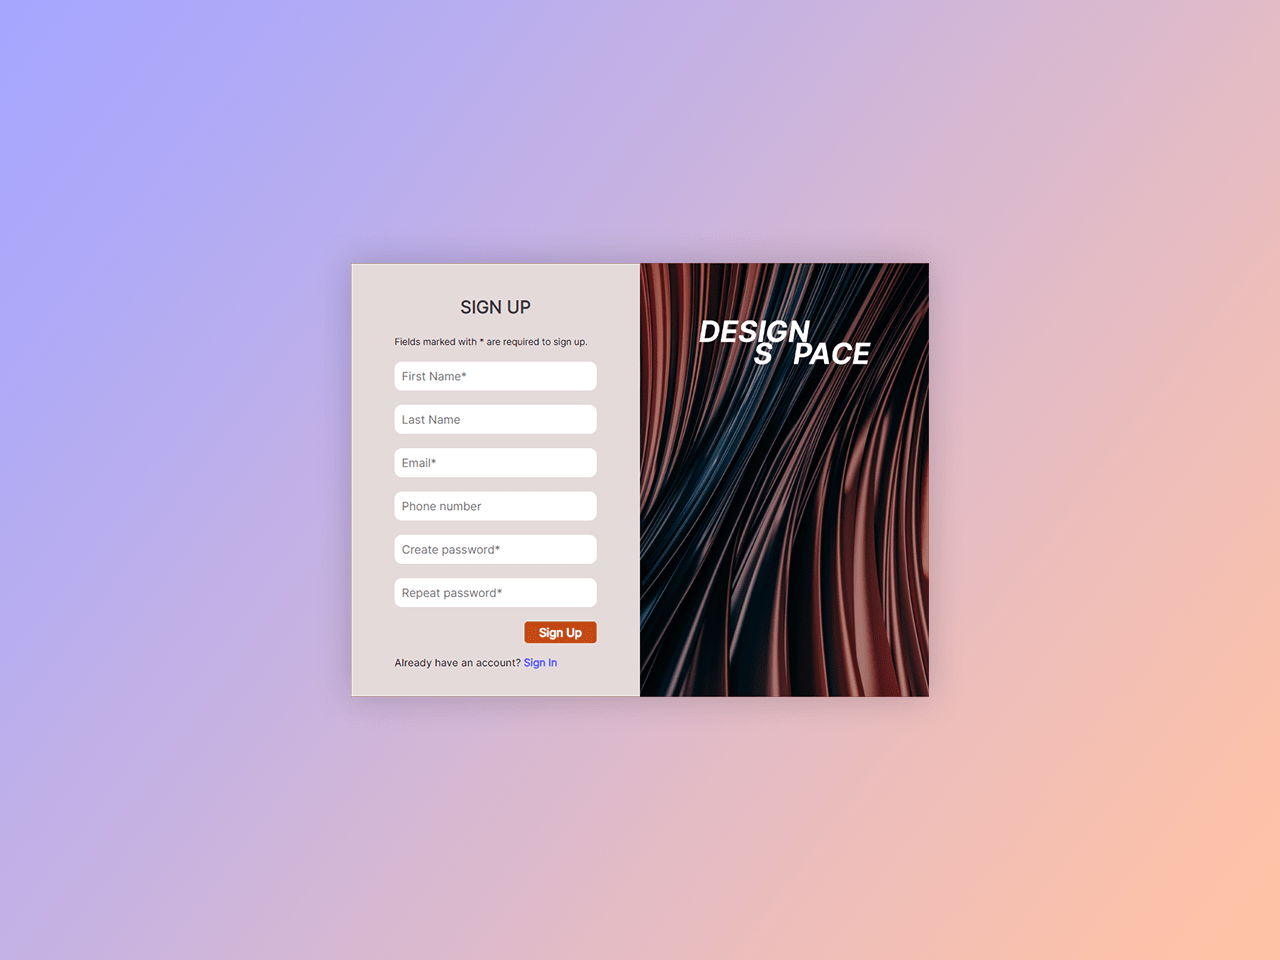 SIGN UP
Fields marked with * are required to sign up.
First Name*
Last Name
Email*
Phone number
Create password*
Repeat password*
Sign Up
Already have an account? Sign In
DESIGN
S PACE